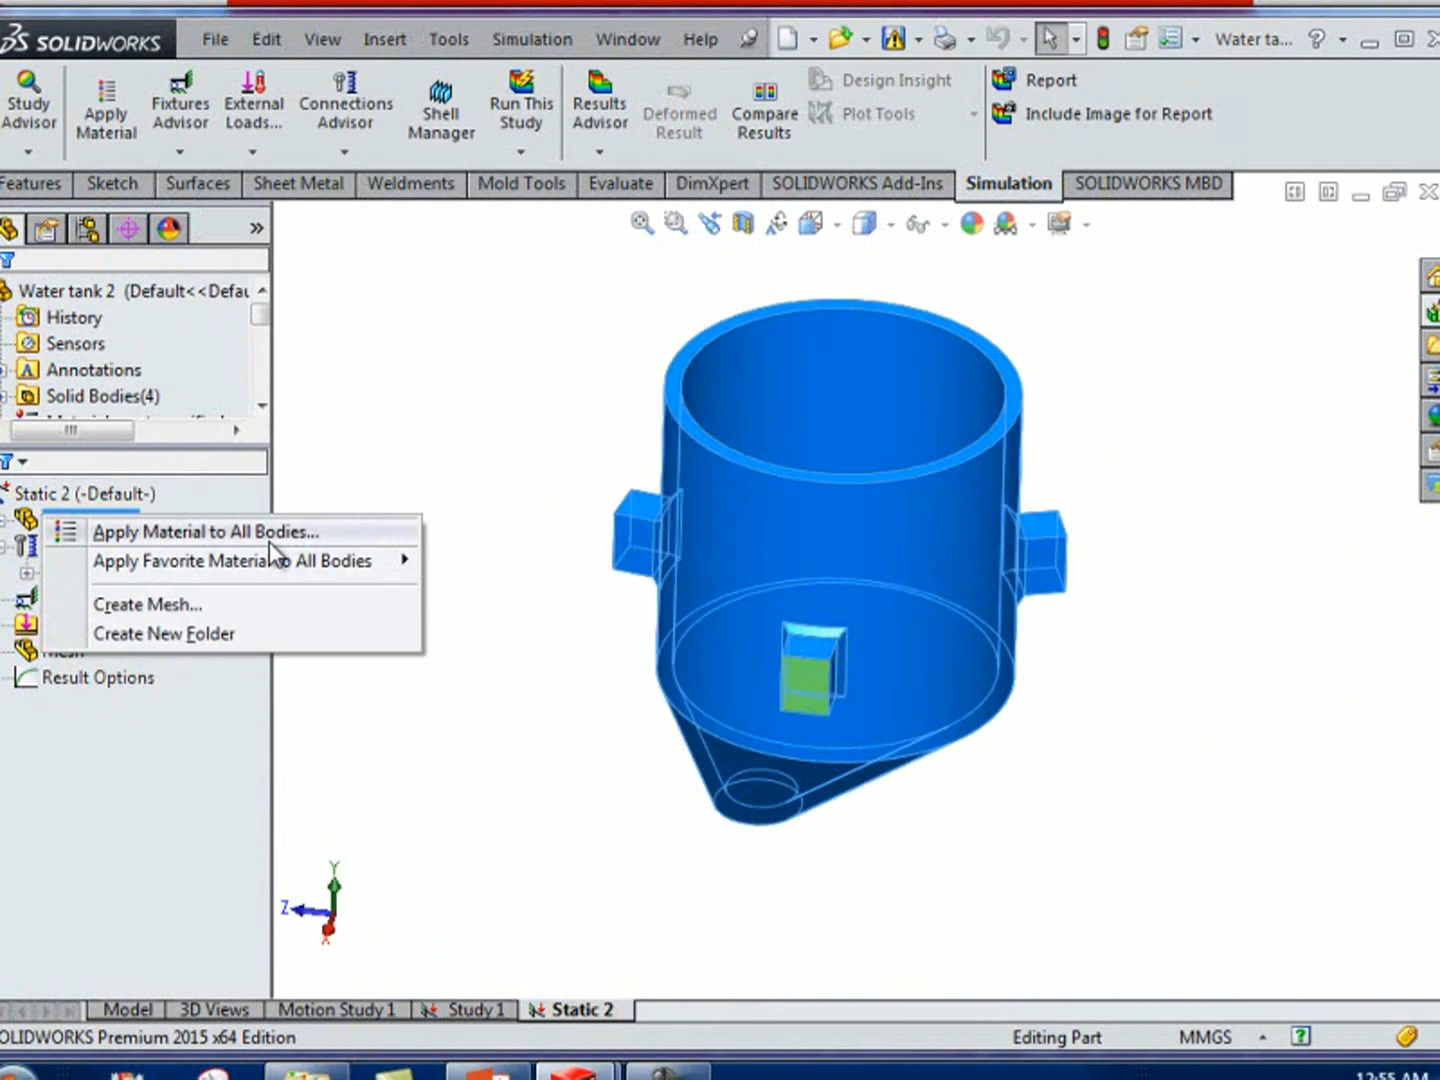 SOLIDWORKS File Edit View Insert Tools Simulation Window Help Water ta... ?
Study Advisor
Apply Material
Fixtures Advisor
External Loads...
Connections Advisor
Shell Manager
Run This Study
Results Advisor
Deformed Result
Compare Results
Design Insight
Plot Tools
Report
Include Image for Report
Features Sketch Surfaces Sheet Metal Weldments Mold Tools Evaluate DimXpert SOLIDWORKS Add-Ins Simulation SOLIDWORKS MBD
Water tank 2 (Default<<Defau
History
Sensors
Annotations
Solid Bodies(4)
Static 2 (-Default-)
Apply Material to All Bodies...
Apply Favorite Material to All Bodies
Create Mesh...
Create New Folder
Mesh
Result Options
Y
Z
X
Model 3D Views Motion Study 1 Study 1 Static 2
OLIDWORKS Premium 2015 x64 Edition Editing Part MMGS ?
12:55 AM